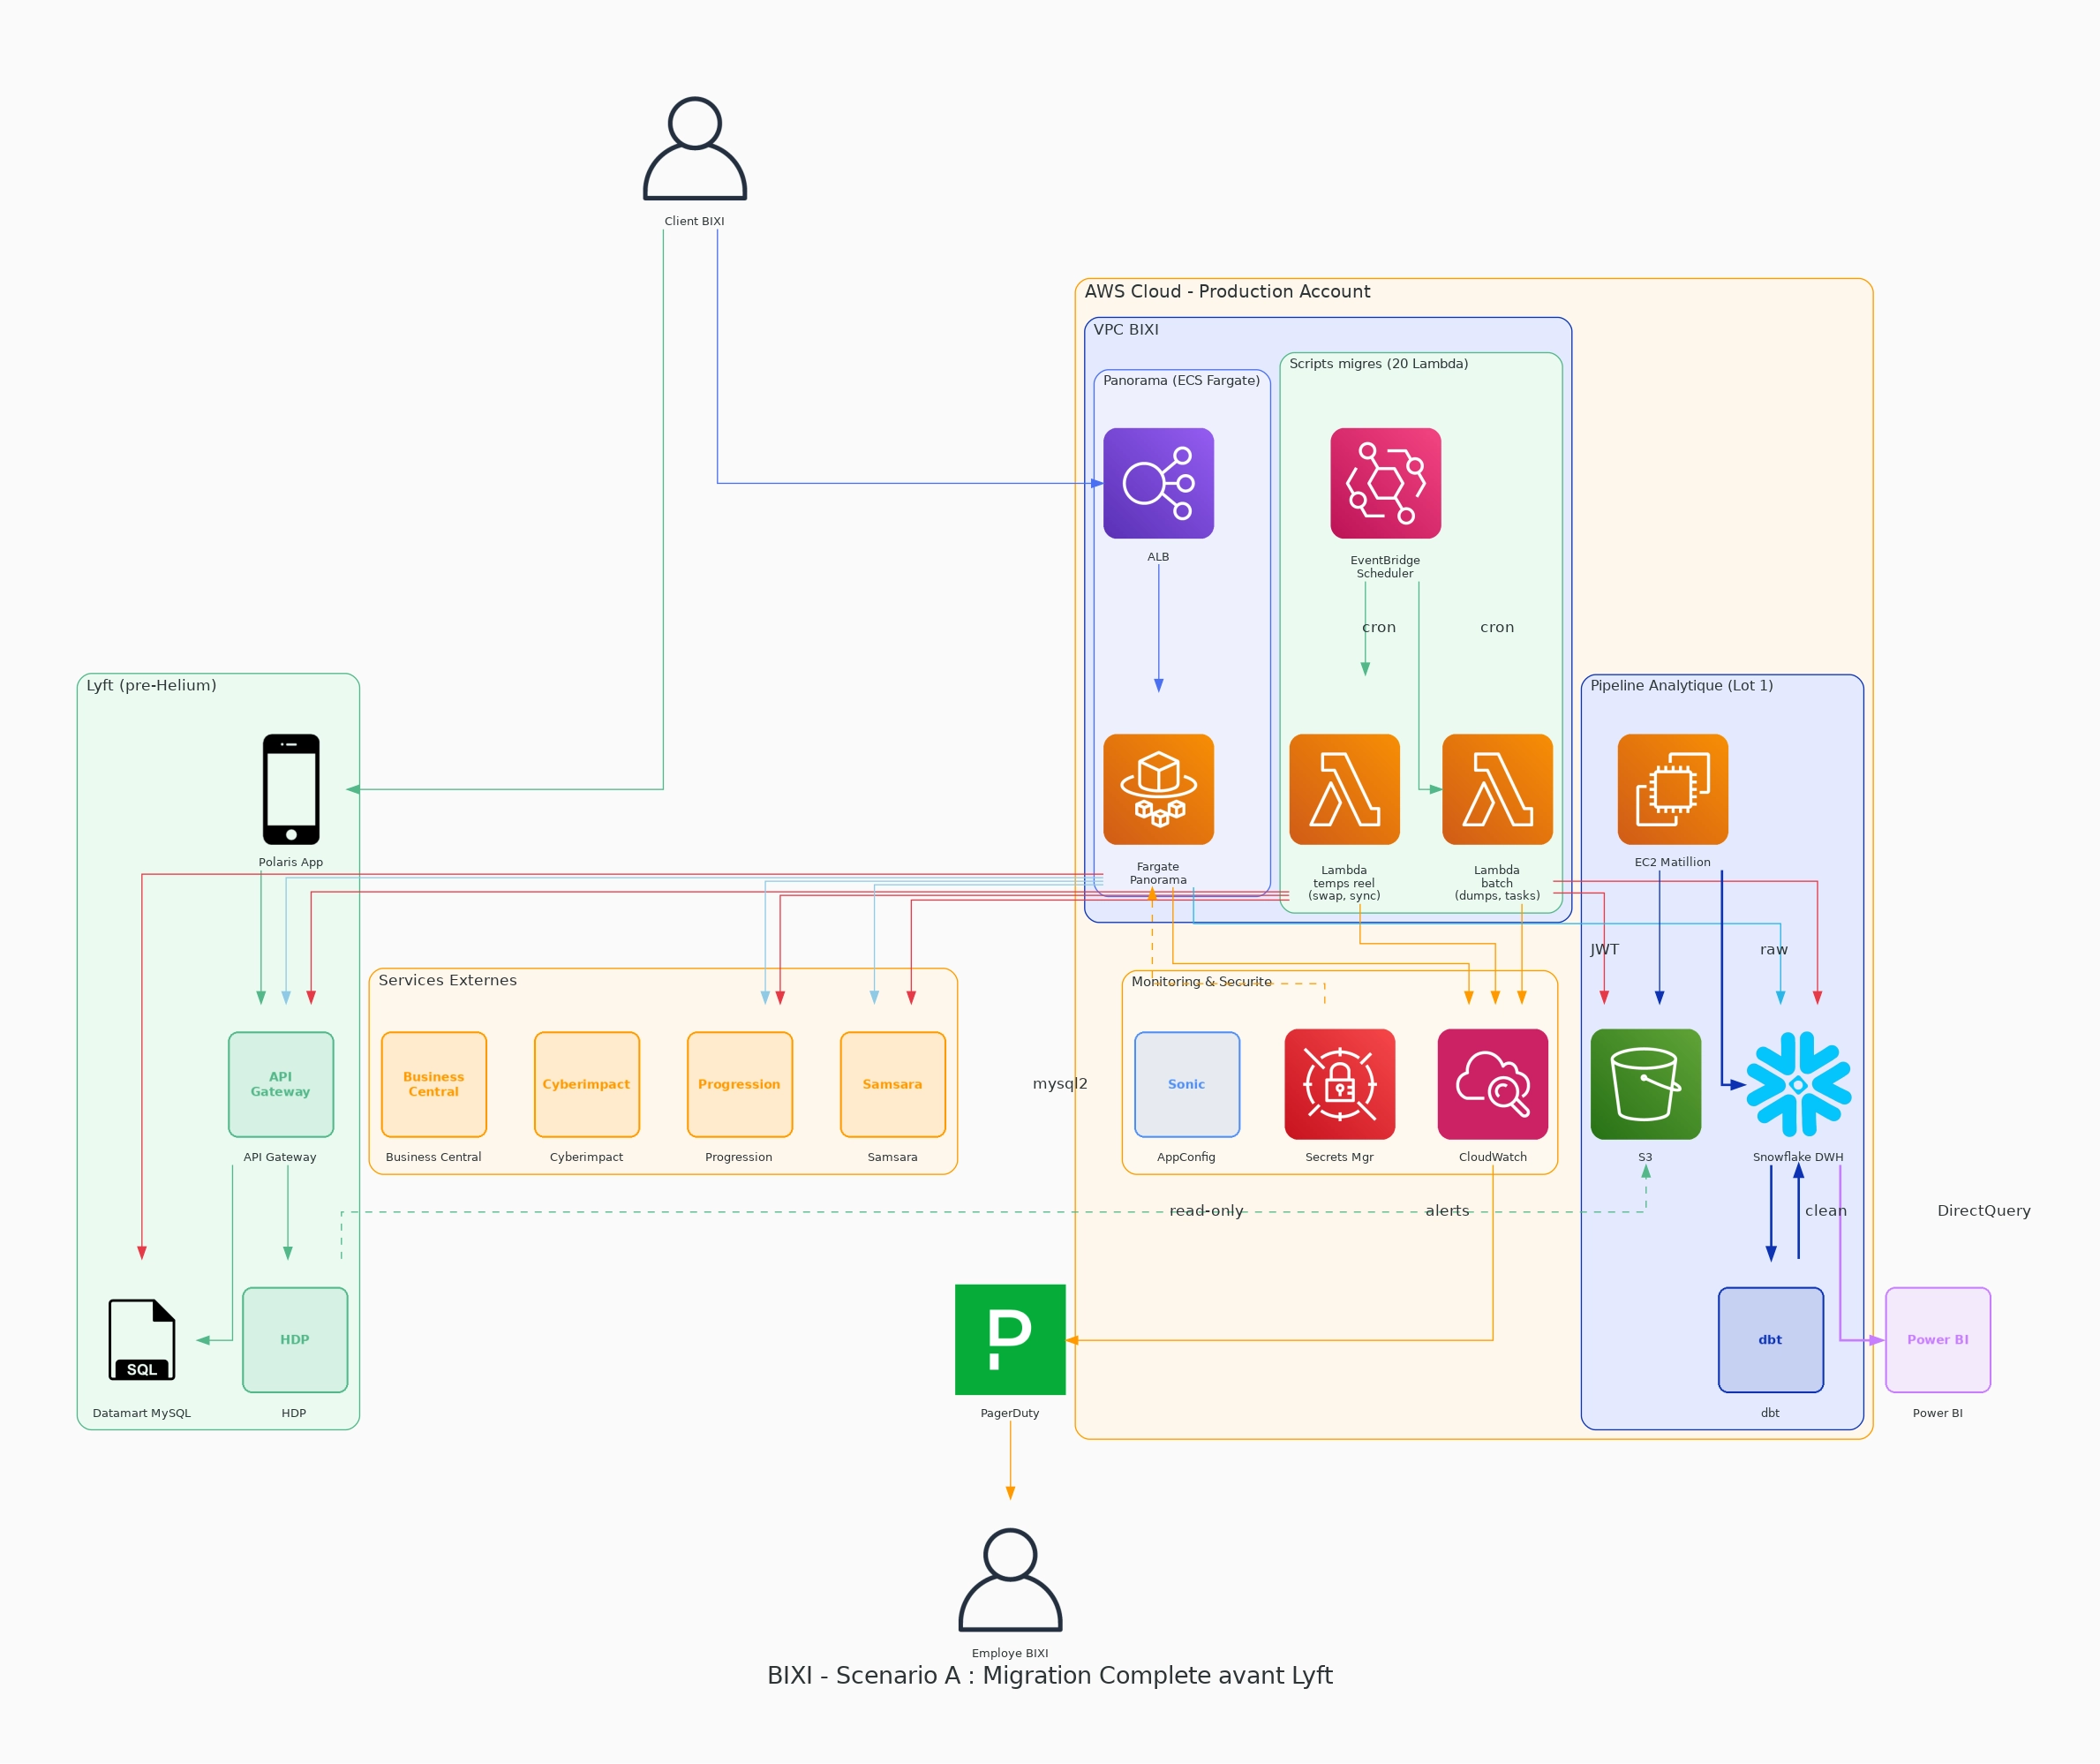 Client BIXI
AWS Cloud - Production Account
VPC BIXI
Panorama (ECS Fargate)
Scripts migres (20 Lambda)
ALB
EventBridge
Scheduler
cron
cron
Lyft (pre-Helium)
Pipeline Analytique (Lot 1)
Polaris App
Fargate
Panorama
Lambda
temps reel
(swap, sync)
Lambda
batch
(dumps, tasks)
EC2 Matillion
JWT
raw
Services Externes
Monitoring & Securite
API
Gateway
API Gateway
Business
Central
Business Central
Cyberimpact
Cyberimpact
Progression
Progression
Samsara
Samsara
mysql2
Sonic
AppConfig
Secrets Mgr
CloudWatch
S3
Snowflake DWH
read-only
alerts
clean
DirectQuery
SQL
Datamart MySQL
HDP
HDP
P
PagerDuty
dbt
dbt
Power BI
Power BI
Employe BIXI
BIXI - Scenario A : Migration Complete avant Lyft